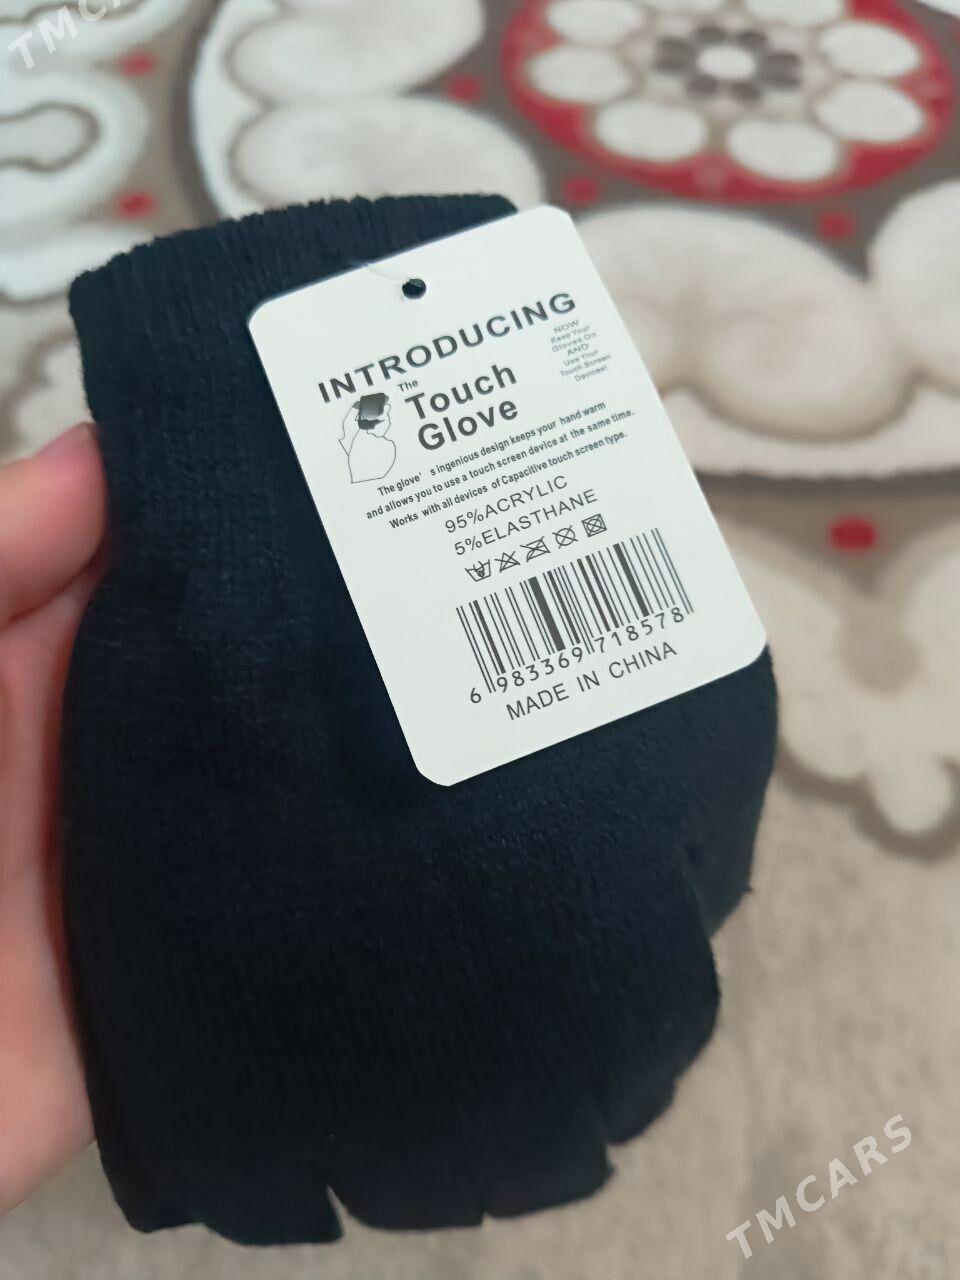 TMCA
INTRODUCING
The
Touch
Glove
NOW
Keep Your
Gloves On
AND
Use Your
Touch Screen
Devices!
The glove' s ingenious design keeps your hand warm
and allows you to use a touch screen device at the same time.
Works with all devices of Capacitive touch screen type.
95%ACRYLIC
5%ELASTHANE
6 983369 718578
MADE IN CHINA
TMCARS